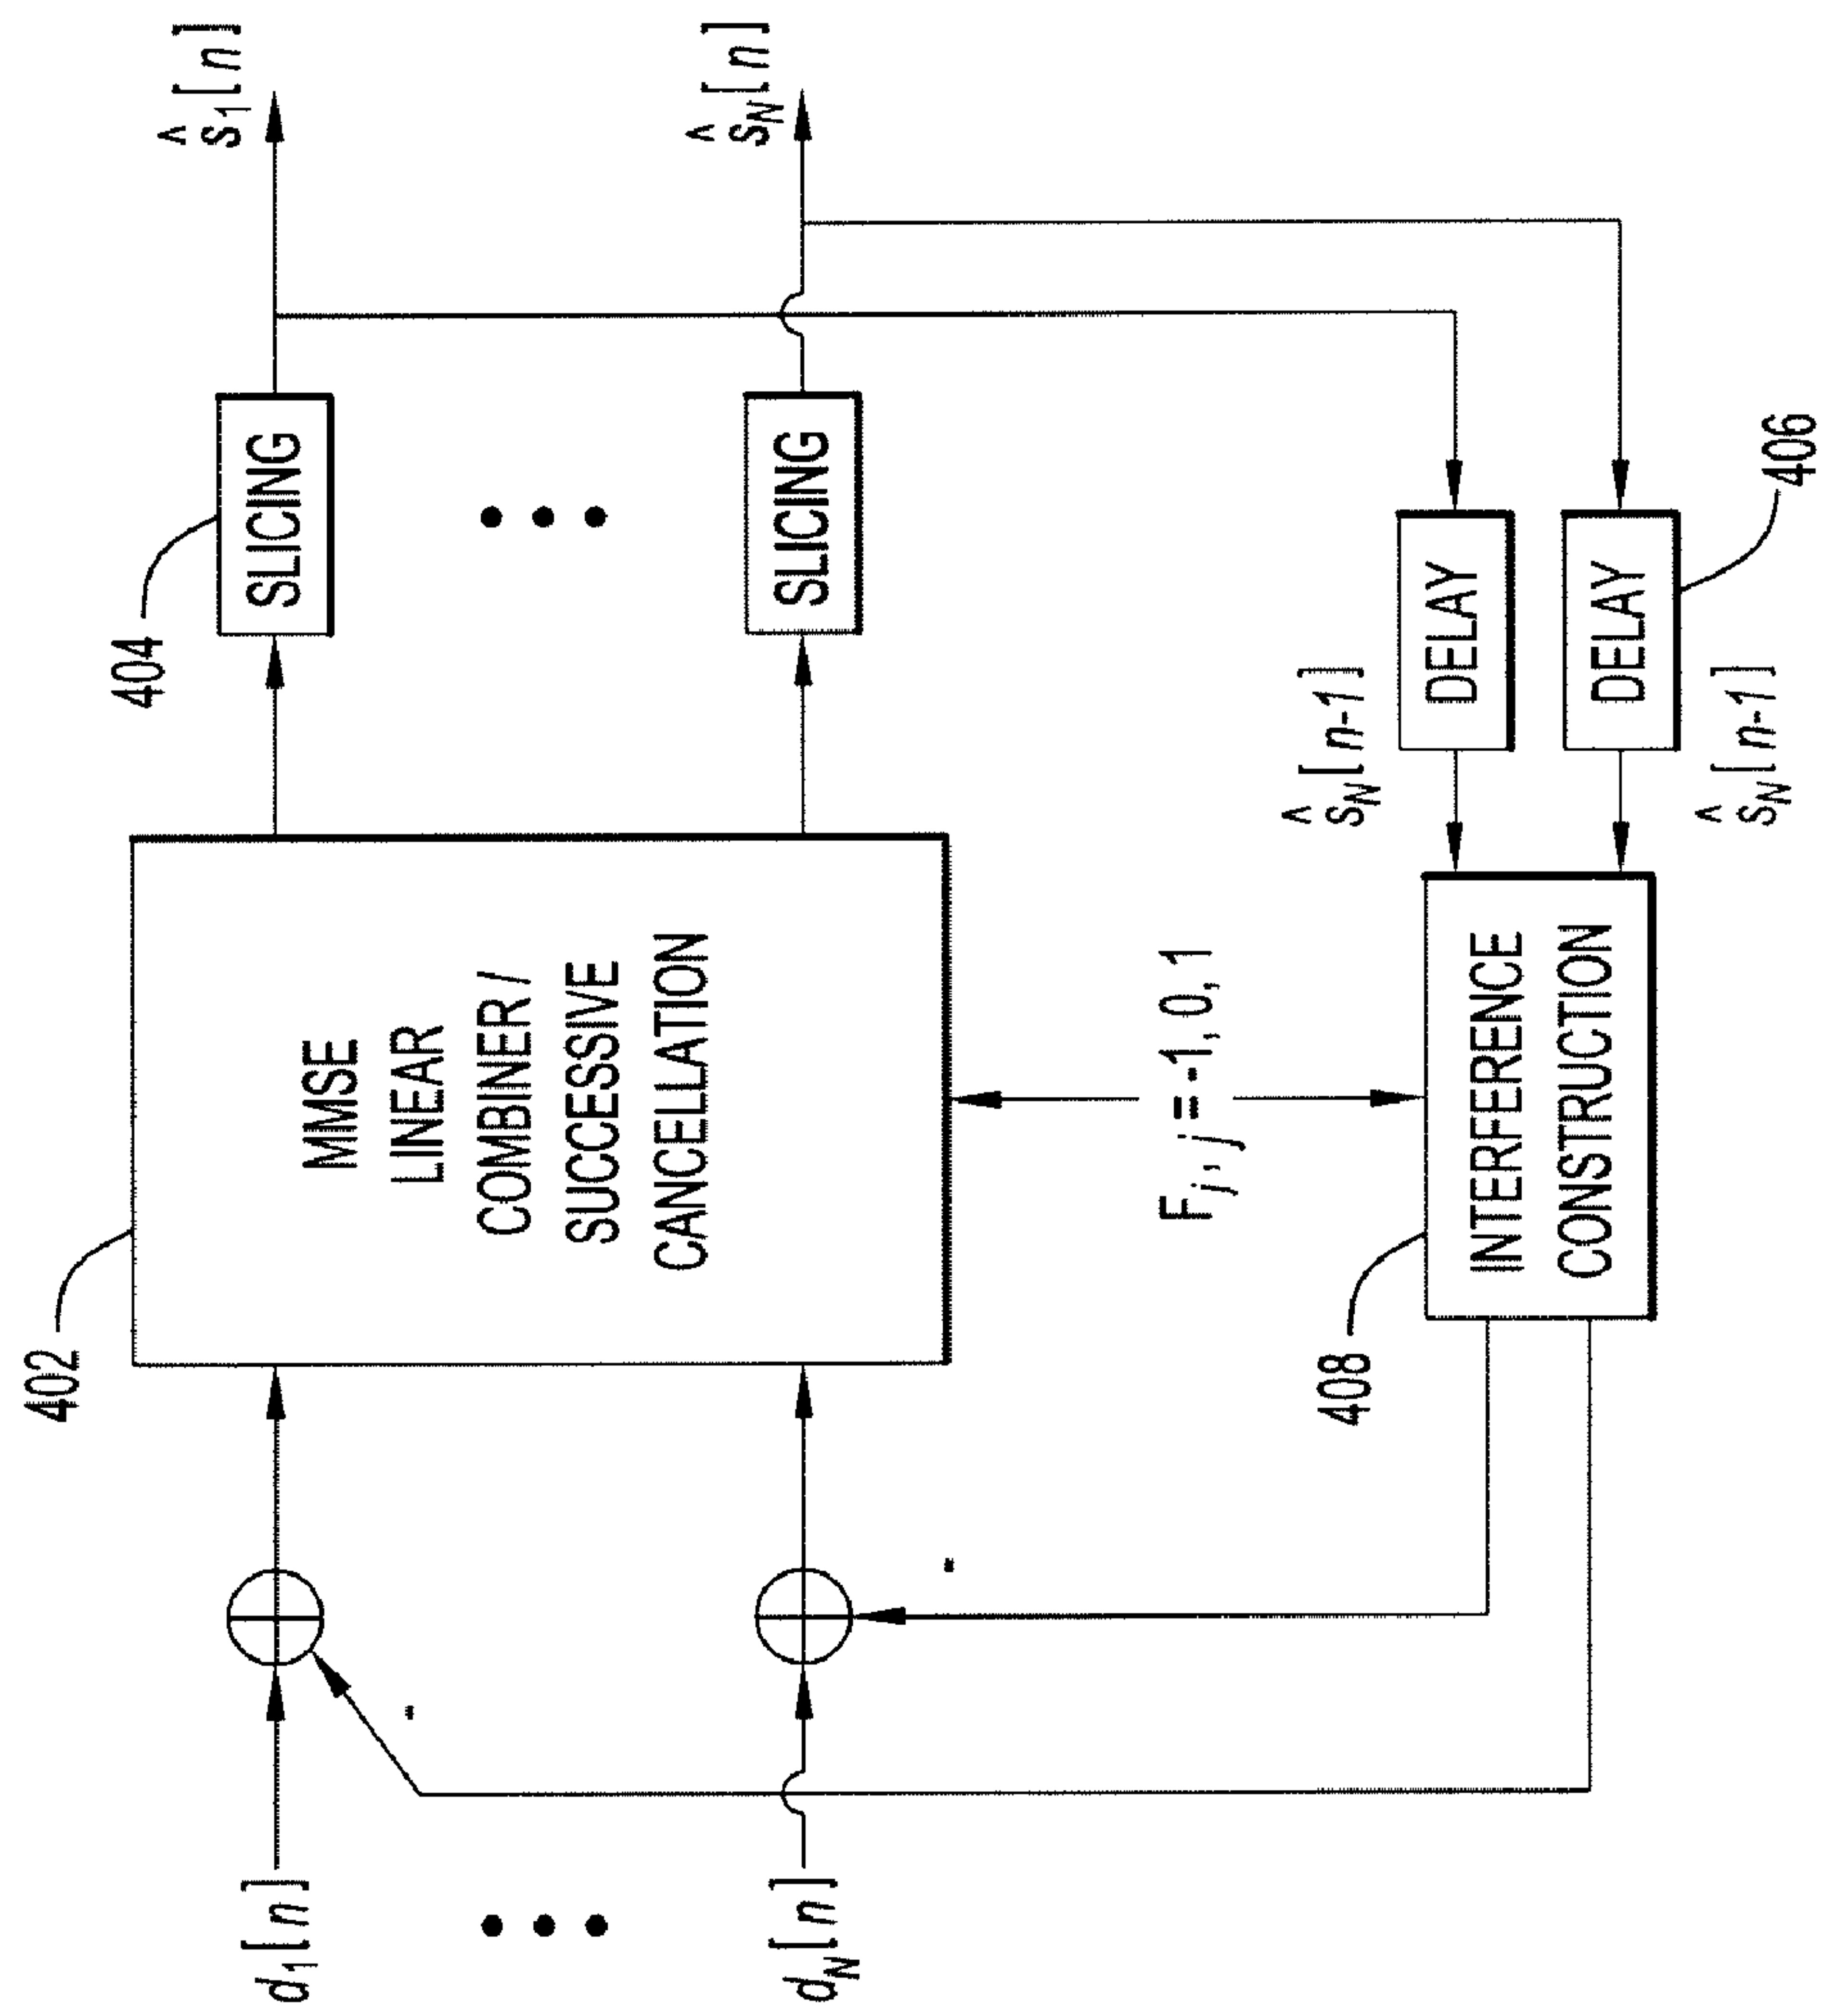 402
404
d1[n]
MMSE
LINEAR
COMBINER /
SUCCESSIVE
CANCELLATION
SLICING
ŝ1[n]
-
• • •
• • •
dN[n]
-
SLICING
ŝN[n]
Fj, j=-1, 0, 1
408
INTERFERENCE
CONSTRUCTION
ŝN[n-1]
DELAY
DELAY
ŝN[n-1]
406